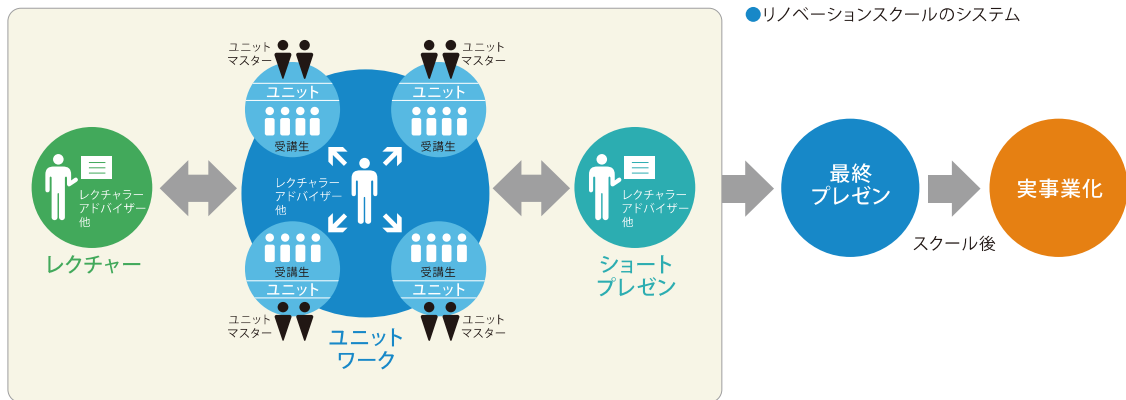 ●リノベーションスクールのシステム
ユニット
マスター
ユニット
受講生
ユニット
マスター
ユニット
受講生
レクチャラー
アドバイザー
他
レクチャー
レクチャラー
アドバイザー
他
受講生
ユニット
ユニット
マスター
受講生
ユニット
ユニット
マスター
ユニット
ワーク
レクチャラー
アドバイザー
他
ショート
プレゼン
最終
プレゼン
スクール後
実事業化